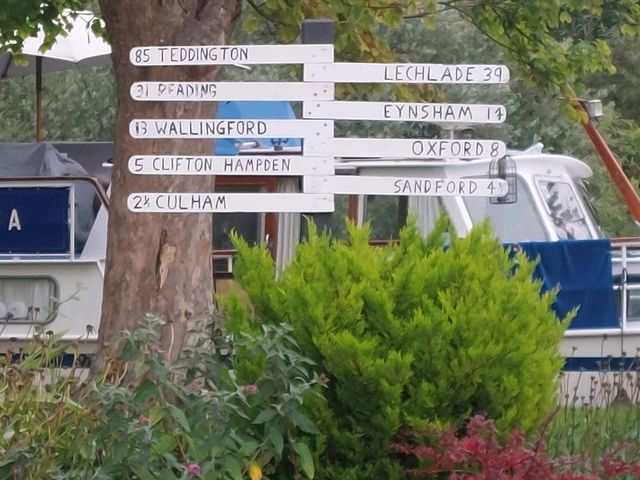 85 TEDDINGTON
31 READING
13 WALLINGFORD
5 CLIFTON HAMPDEN
2½ CULHAM
LECHLADE 39
EYNSHAM 14
OXFORD 8
SANDFORD 4½
A